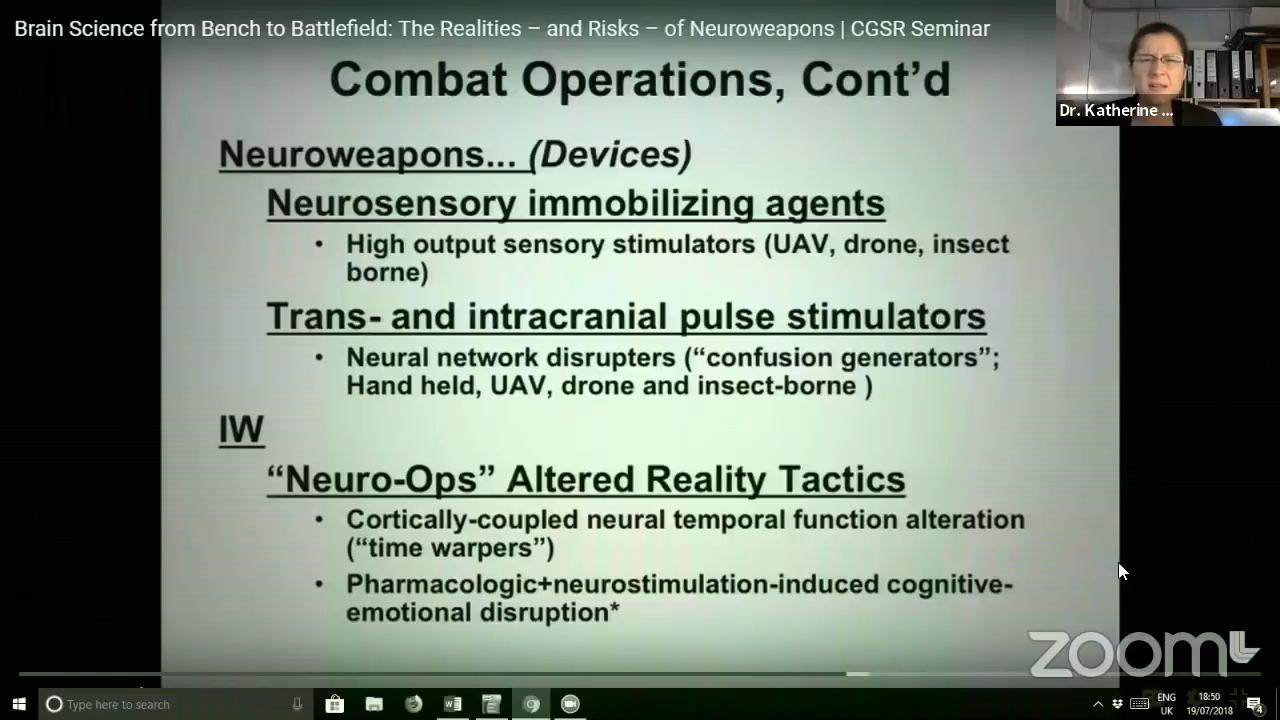 Brain Science from Bench to Battlefield: The Realities – and Risks – of Neuroweapons | CGSR Seminar
Dr. Katherine ...
Combat Operations, Cont’d
Neuroweapons... (Devices)
Neurosensory immobilizing agents
• High output sensory stimulators (UAV, drone, insect
borne)
Trans- and intracranial pulse stimulators
• Neural network disrupters (“confusion generators”;
Hand held, UAV, drone and insect-borne )
IW
“Neuro-Ops” Altered Reality Tactics
• Cortically-coupled neural temporal function alteration
(“time warpers”)
• Pharmacologic+neurostimulation-induced cognitive-
emotional disruption*
zoom
Type here to search
ENG
UK
18:50
19/07/2018
4